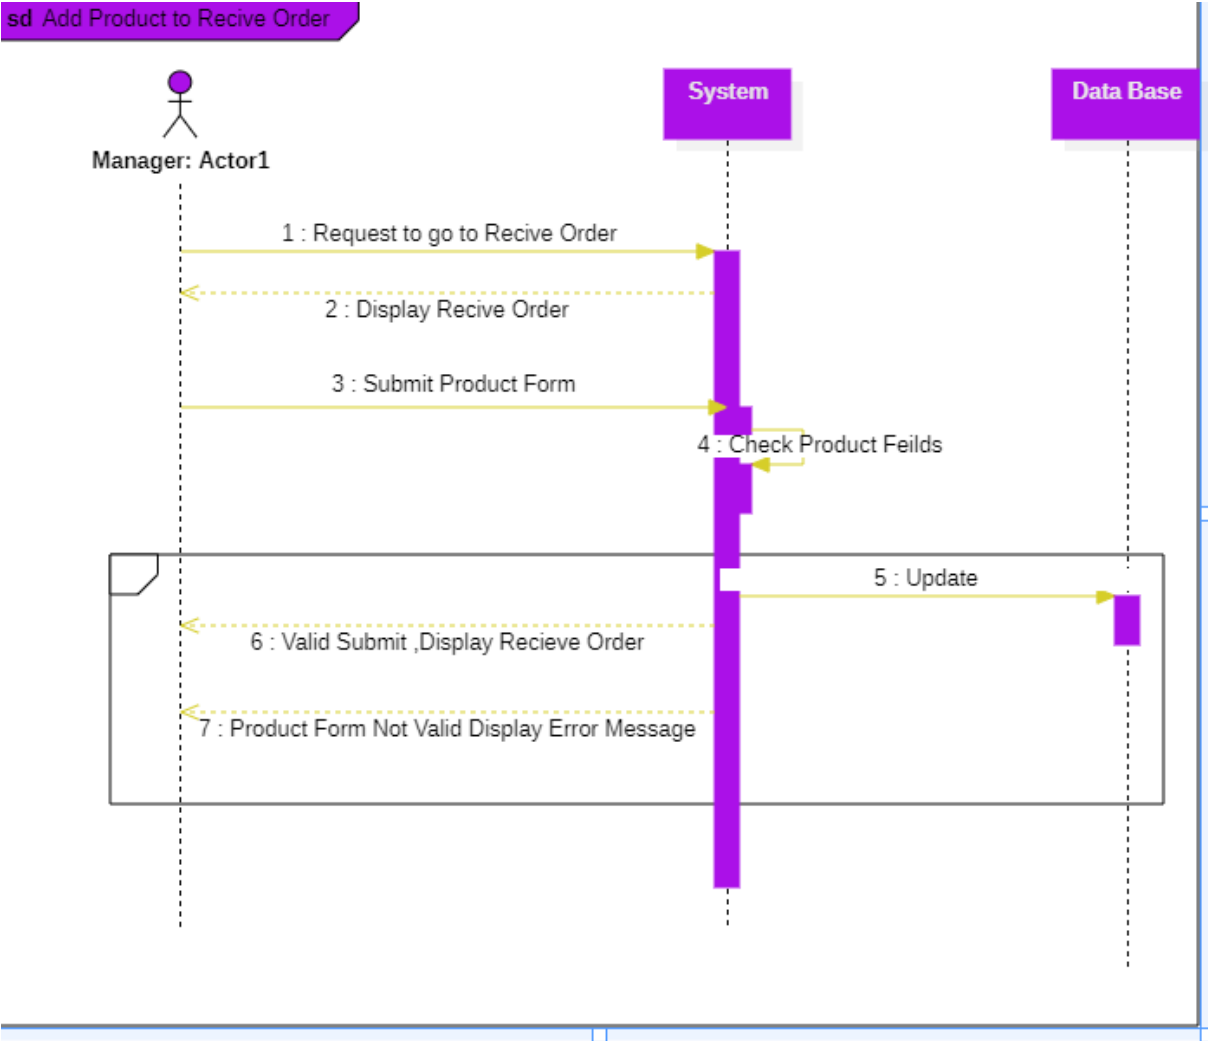 sd Add Product to Recive Order
System
Data Base
Manager: Actor1
1 : Request to go to Recive Order
2 : Display Recive Order
3 : Submit Product Form
4 : Check Product Feilds
5 : Update
6 : Valid Submit ,Display Recieve Order
7 : Product Form Not Valid Display Error Message